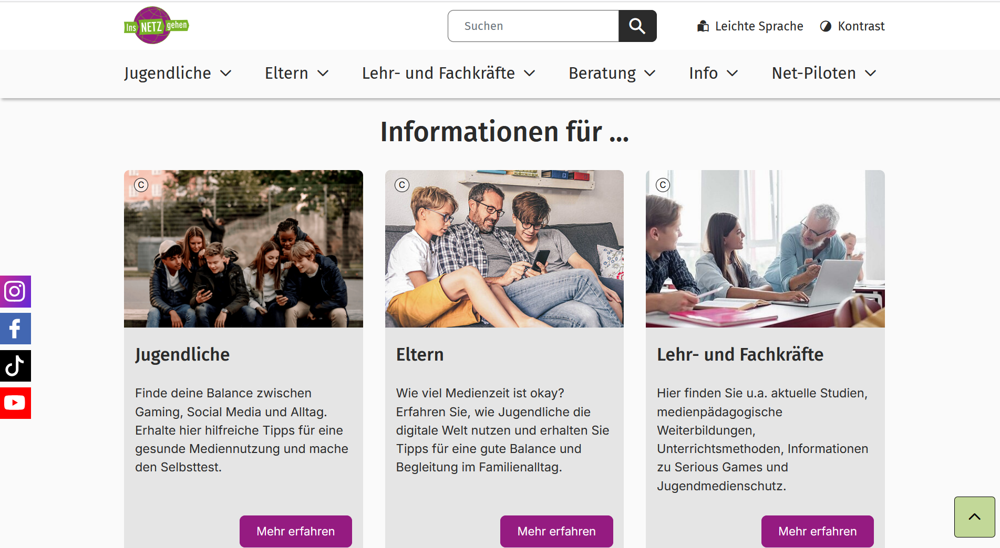 Ins NETZ gehen
Suchen
Leichte Sprache
Kontrast
Jugendliche
Eltern
Lehr- und Fachkräfte
Beratung
Info
Net-Piloten
Informationen für ...
C
C
C
Jugendliche
Finde deine Balance zwischen
Gaming, Social Media und Alltag.
Erhalte hier hilfreiche Tipps für eine
gesunde Mediennutzung und mache
den Selbsttest.
Mehr erfahren
Eltern
Wie viel Medienzeit ist okay?
Erfahren Sie, wie Jugendliche die
digitale Welt nutzen und erhalten Sie
Tipps für eine gute Balance und
Begleitung im Familienalltag.
Mehr erfahren
Lehr- und Fachkräfte
Hier finden Sie u.a. aktuelle Studien,
medienpädagogische
Weiterbildungen,
Unterrichtsmethoden, Informationen
zu Serious Games und
Jugendmedienschutz.
Mehr erfahren